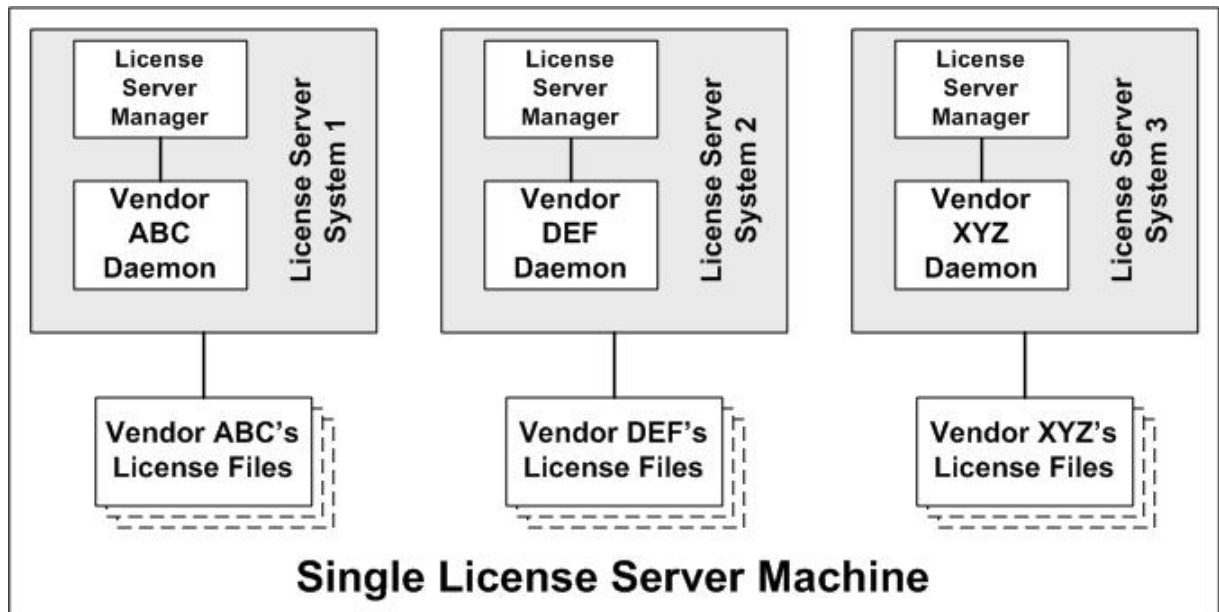 License
Server
Manager
Vendor
ABC
Daemon
License Server
System 1
Vendor ABC's
License Files
License
Server
Manager
Vendor
DEF
Daemon
License Server
System 2
Vendor DEF's
License Files
License
Server
Manager
Vendor
XYZ
Daemon
License Server
System 3
Vendor XYZ's
License Files
Single License Server Machine